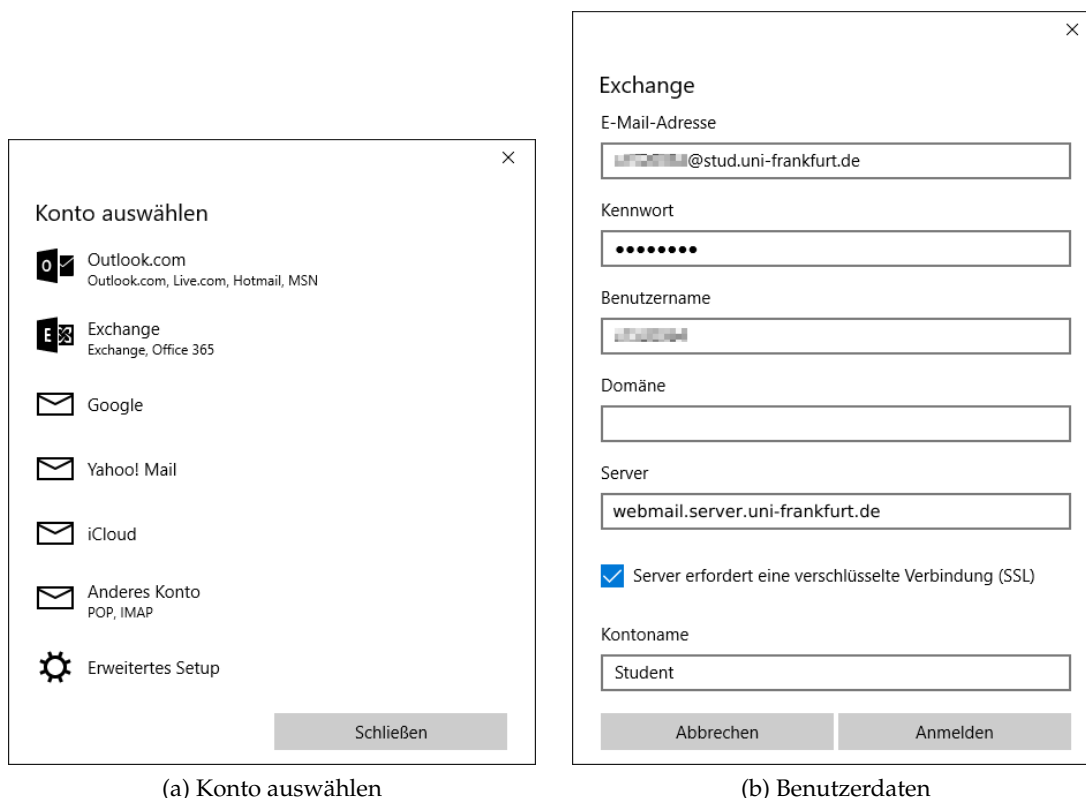 Konto auswählen
Outlook.com
Outlook.com, Live.com, Hotmail, MSN
Exchange
Exchange, Office 365
Google
Yahoo! Mail
iCloud
Anderes Konto
POP, IMAP
Erweitertes Setup
Schließen
(a) Konto auswählen
Exchange
E-Mail-Adresse
@stud.uni-frankfurt.de
Kennwort
Benutzername
Domäne
Server
webmail.server.uni-frankfurt.de
Server erfordert eine verschlüsselte Verbindung (SSL)
Kontoname
Student
Abbrechen Anmelden
(b) Benutzerdaten